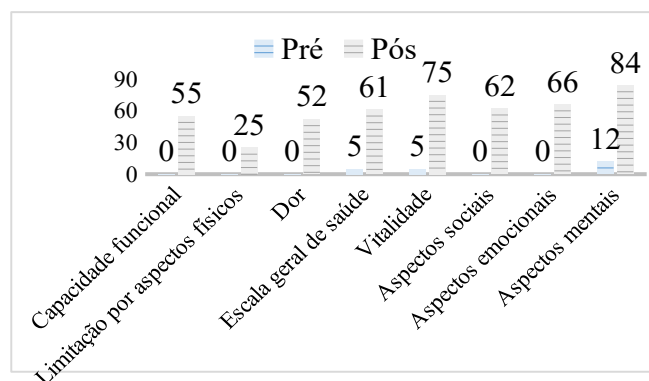 Pré Pós
90
60
30
0
0 55
0 25
0 52
5 61
5 75
0 62
0 66
12 84
Capacidade funcional
Limitação por aspectos físicos
Dor
Escala geral de saúde
Vitalidade
Aspectos sociais
Aspectos emocionais
Aspectos mentais